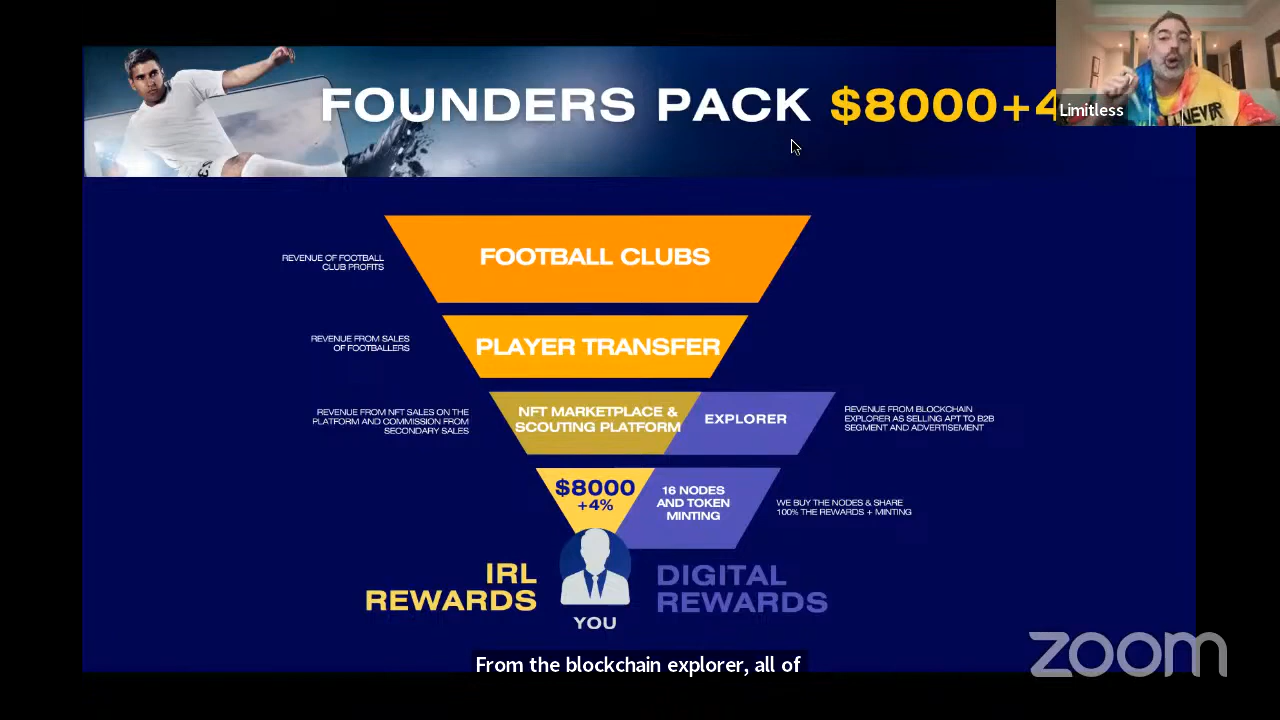 FOUNDERS PACK $8000+4
Limitless
NEVER
REVENUE OF FOOTBALL
CLUB PROFITS
FOOTBALL CLUBS
REVENUE FROM SALES
OF FOOTBALLERS
PLAYER TRANSFER
REVENUE FROM NFT SALES ON THE
PLATFORM AND COMMISSION FROM
SECONDARY SALES
NFT MARKETPLACE &
SCOUTING PLATFORM
EXPLORER
REVENUE FROM BLOCKCHAIN
EXPLORER AS SELLING APT TO B2B
SEGMENT AND ADVERTISEMENT
$8000
+4%
16 NODES
AND TOKEN
MINTING
WE BUY THE NODES & SHARE
100% THE REWARDS + MINTING
IRL
REWARDS
YOU
DIGITAL
REWARDS
From the blockchain explorer, all of
zoom